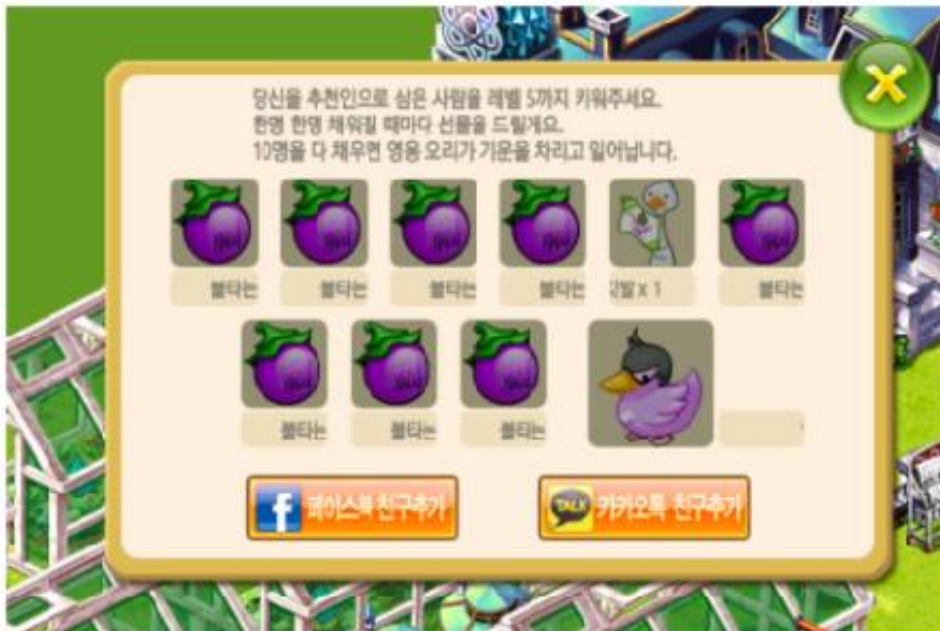 당신을 추천인으로 삼은 사람을 레벨 5까지 키워주세요.
한명 한명 채워질 때마다 선물을 드릴게요.
10명을 다 채우면 영웅 오리가 기운을 차리고 일어납니다.
불타는 불타는 불타는 불타는 깃발 x 1 불타는
불타는 불타는 불타는
페이스북 친구추가 카카오톡 친구추가
TALK